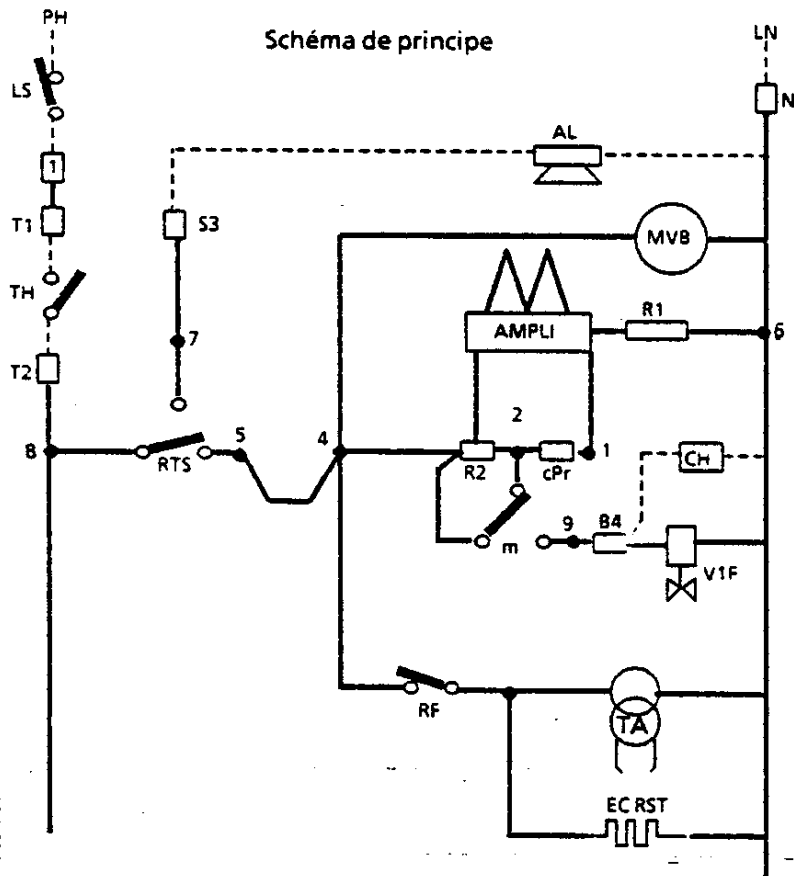 PH
LN
Schéma de principe
LS
N
AL
1
T1
S3
MVB
TH
AMPLI
R1
7
6
T2
2
8
5
4
1
RTS
R2
cPr
CH
9
B4
m
V1F
RF
TA
EC RST